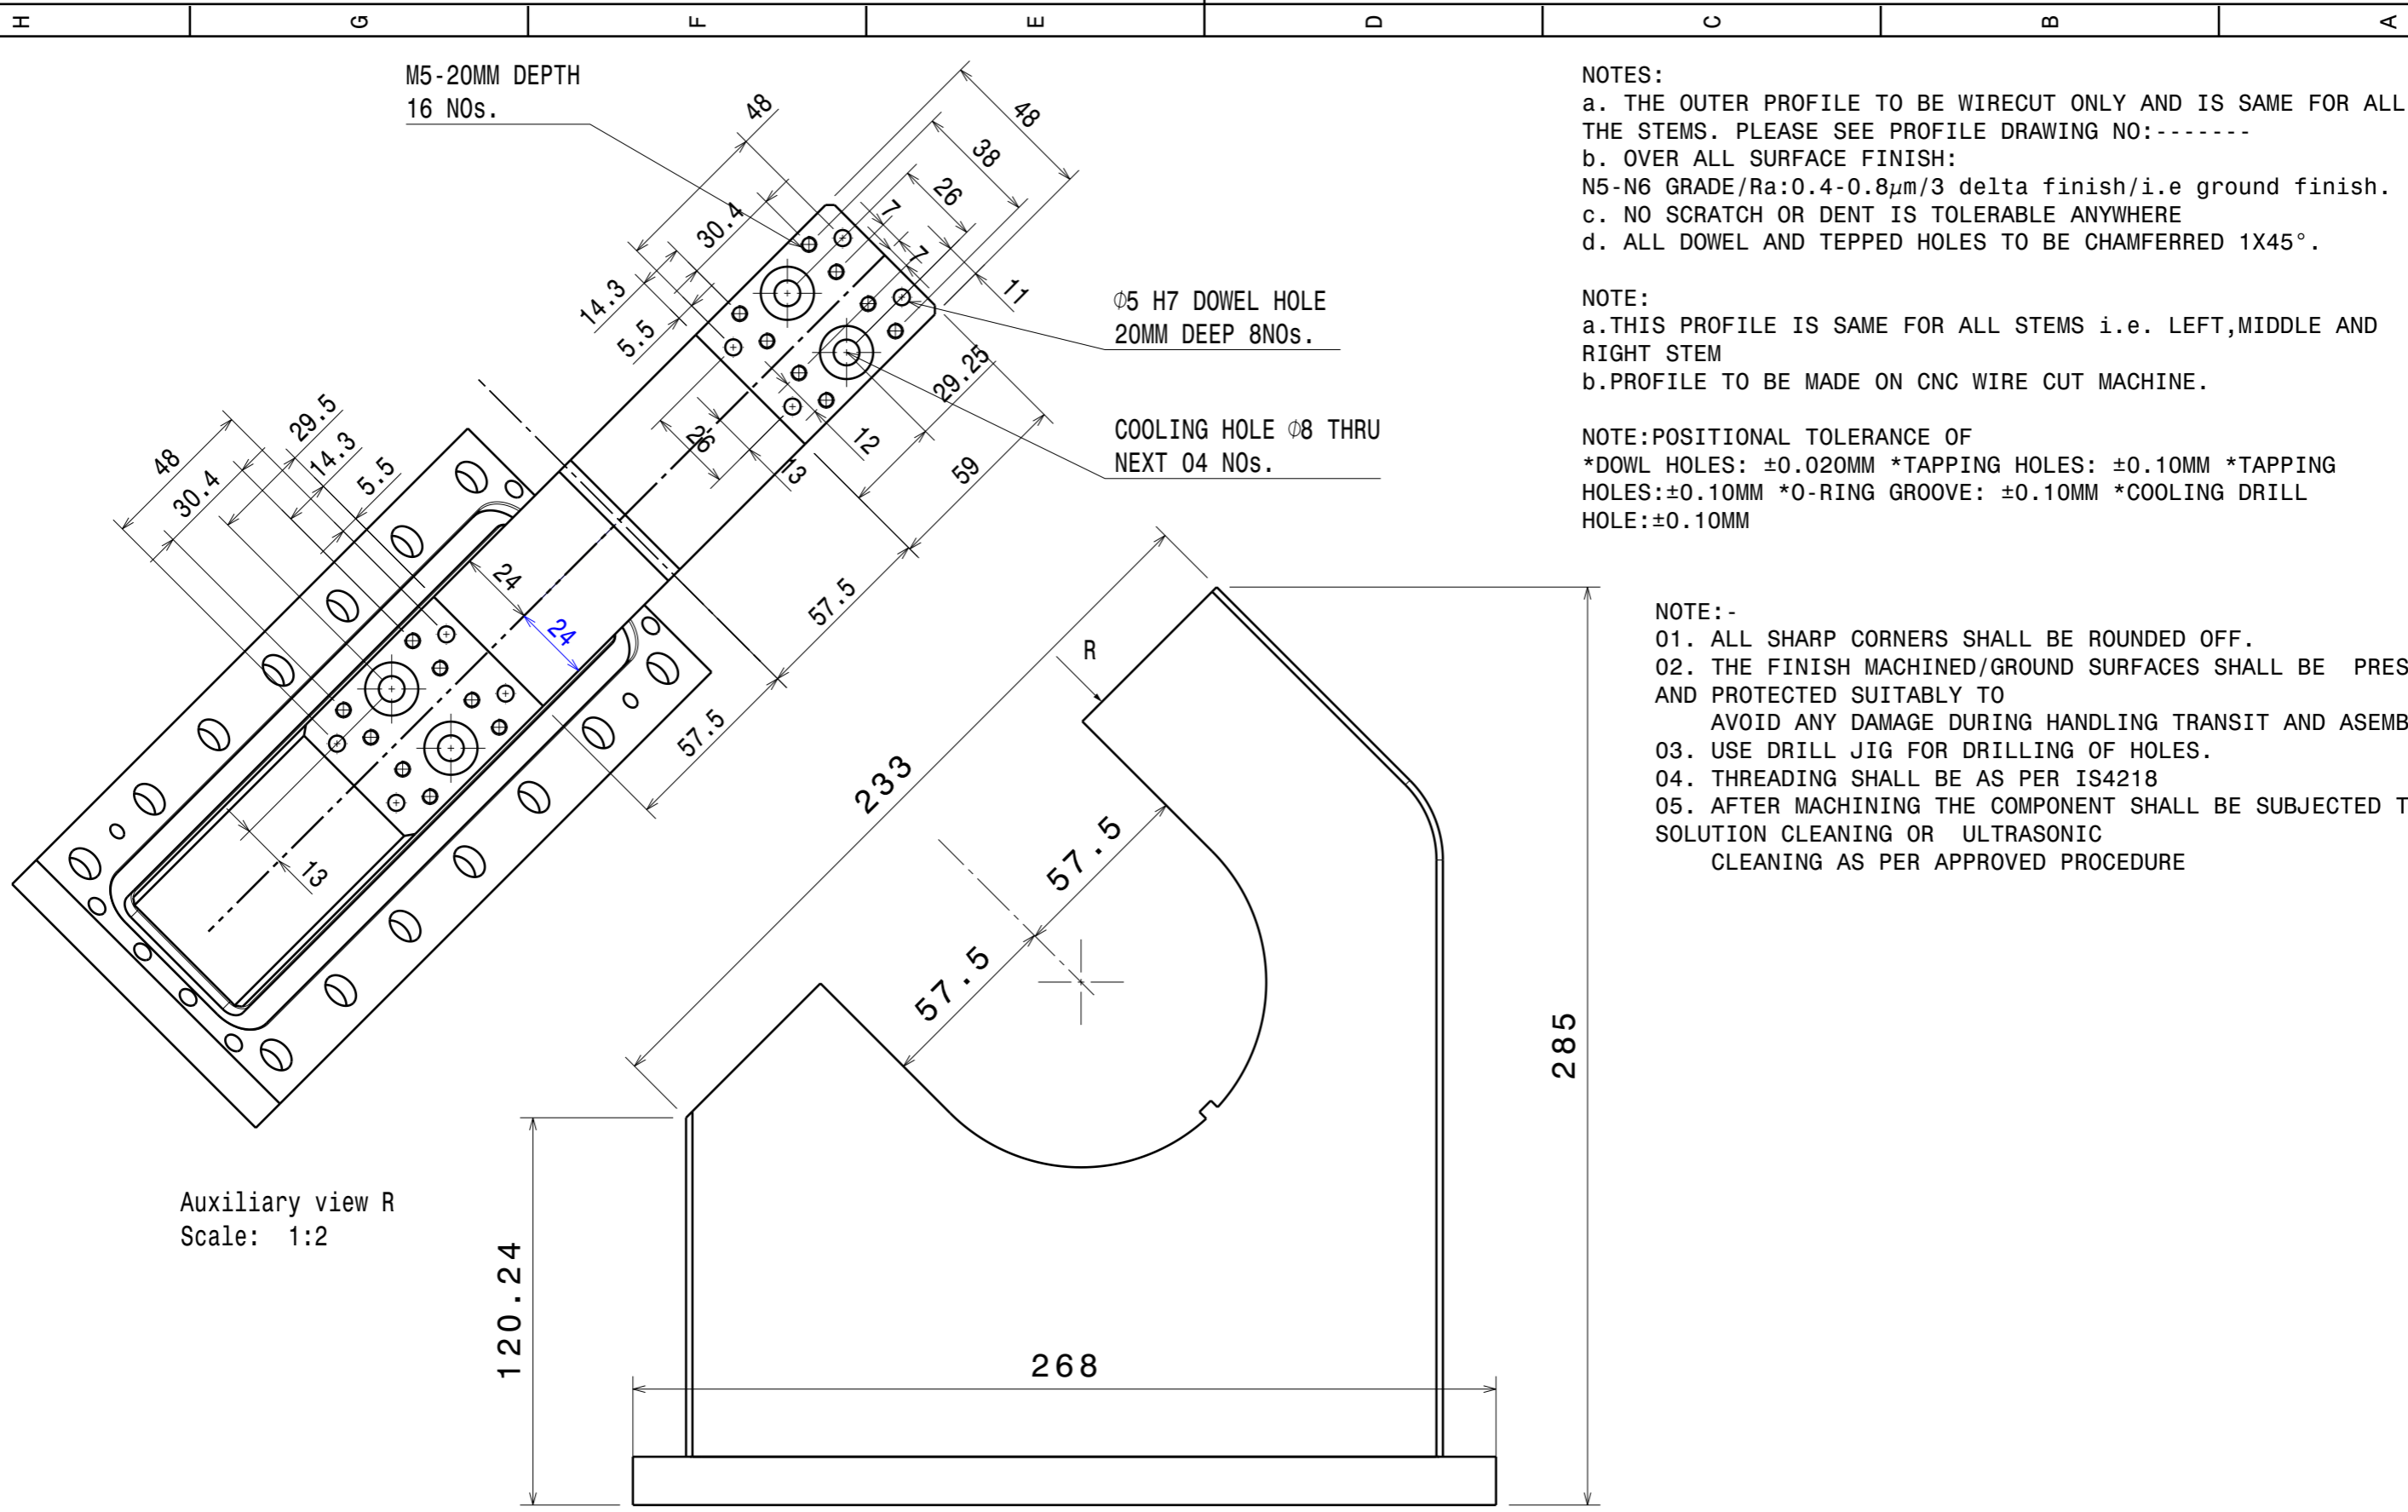 H G F E D C B A
M5-20MM DEPTH
16 NOs.
48
30.4
14.3
5.5
48
38
26
7
7
11
∅5 H7 DOWEL HOLE
20MM DEEP 8NOs.
COOLING HOLE ∅8 THRU
NEXT 04 NOs.
29.25
59
12
13
26
57.5
57.5
48
30.4
29.5
14.3
5.5
24
24
13
Auxiliary view R
Scale: 1:2
R
233
57.5
57.5
285
120.24
268
NOTES:
a. THE OUTER PROFILE TO BE WIRECUT ONLY AND IS SAME FOR ALL
THE STEMS. PLEASE SEE PROFILE DRAWING NO:-------
b. OVER ALL SURFACE FINISH:
N5-N6 GRADE/Ra:0.4-0.8µm/3 delta finish/i.e ground finish.
c. NO SCRATCH OR DENT IS TOLERABLE ANYWHERE
d. ALL DOWEL AND TEPPED HOLES TO BE CHAMFERRED 1X45°.
NOTE:
a.THIS PROFILE IS SAME FOR ALL STEMS i.e. LEFT,MIDDLE AND
RIGHT STEM
b.PROFILE TO BE MADE ON CNC WIRE CUT MACHINE.
NOTE:POSITIONAL TOLERANCE OF
*DOWL HOLES: ±0.020MM *TAPPING HOLES: ±0.10MM *TAPPING
HOLES:±0.10MM *O-RING GROOVE: ±0.10MM *COOLING DRILL
HOLE:±0.10MM
NOTE:-
01. ALL SHARP CORNERS SHALL BE ROUNDED OFF.
02. THE FINISH MACHINED/GROUND SURFACES SHALL BE PRES
AND PROTECTED SUITABLY TO
AVOID ANY DAMAGE DURING HANDLING TRANSIT AND ASEMB
03. USE DRILL JIG FOR DRILLING OF HOLES.
04. THREADING SHALL BE AS PER IS4218
05. AFTER MACHINING THE COMPONENT SHALL BE SUBJECTED T
SOLUTION CLEANING OR ULTRASONIC
CLEANING AS PER APPROVED PROCEDURE